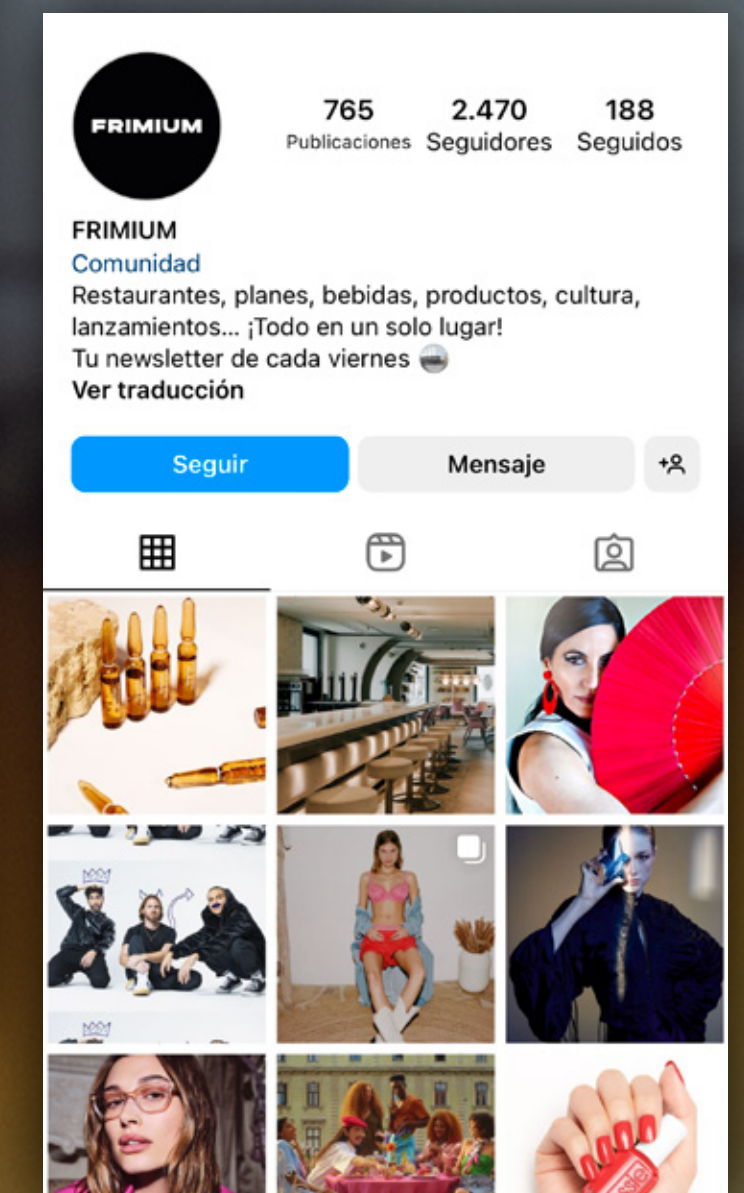 FRIMIUM
765 2.470 188
Publicaciones Seguidores Seguidos
FRIMIUM
Comunidad
Restaurantes, planes, bebidas, productos, cultura,
lanzamientos... ¡Todo en un solo lugar!
Tu newsletter de cada viernes
Ver traducción
Seguir Mensaje
essie